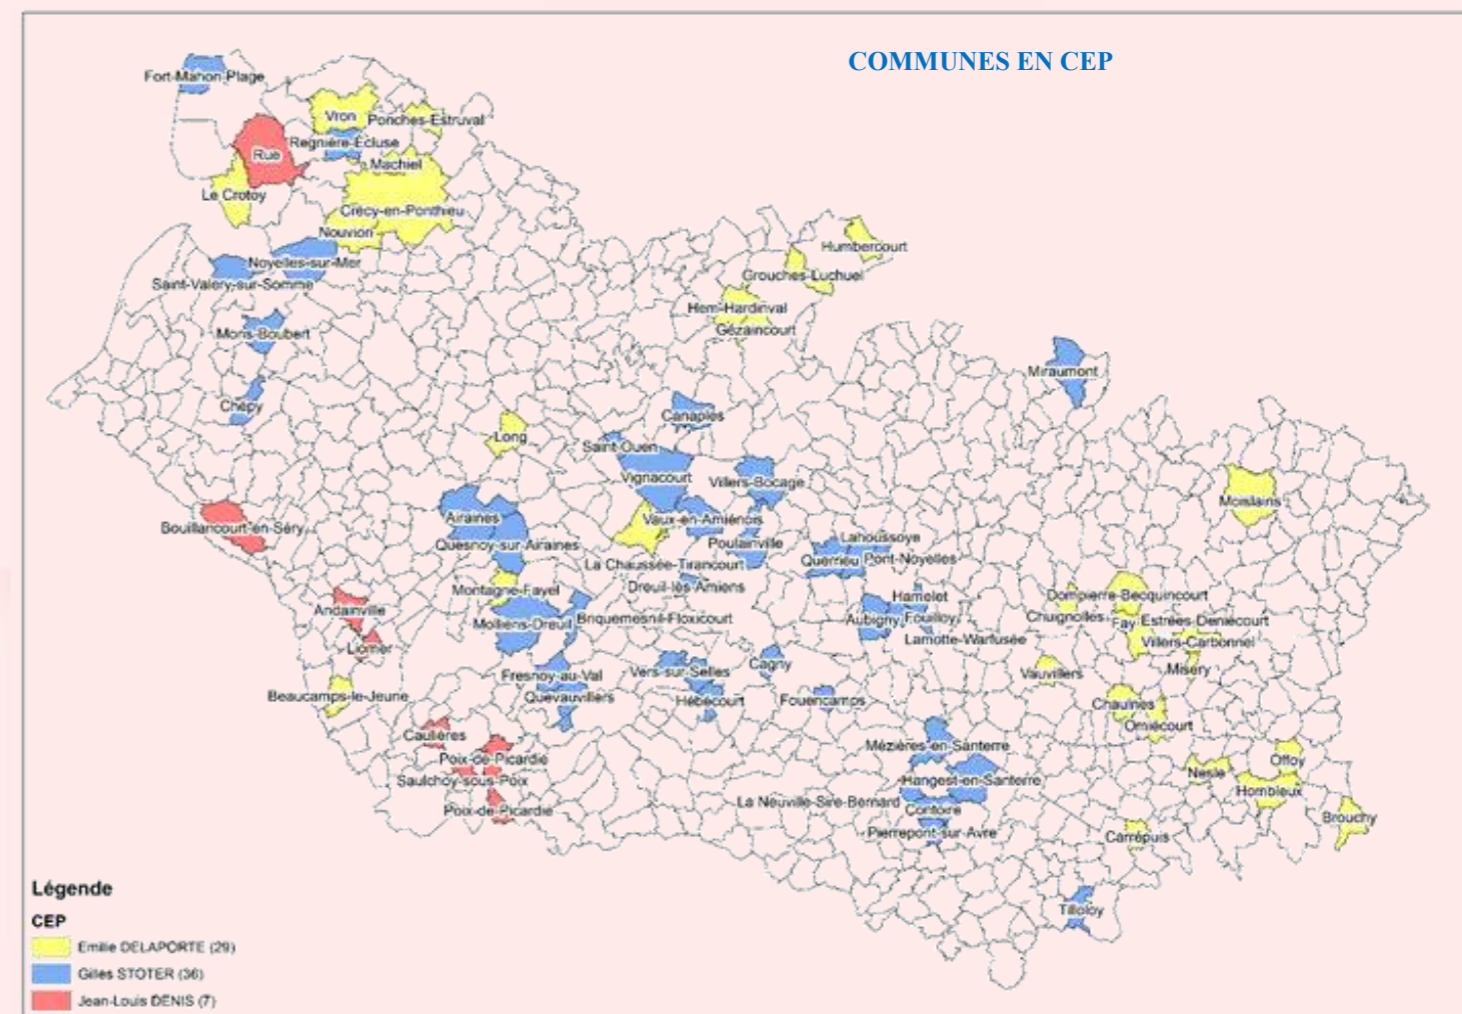 COMMUNES EN CEP
Fort-Mahon-Plage
Vron
Ponches-Estruval
Regnière-Écluse
Rue
Machiel
Le Crotoy
Crécy-en-Ponthieu
Nouvion
Humbercourt
Noyelles-sur-Mer
Grouches-Luchuel
Saint-Valery-sur-Somme
Hem-Hardinval
Gézaincourt
Mons-Boubert
Miraumont
Chépy
Canaples
Long
Saint-Ouen
Vignacourt
Villers-Bocage
Moislains
Airaines
Vaux-en-Amiénois
Bouillancourt-en-Séry
Quesnoy-sur-Airaines
Poulainville
Lahoussoye
La Chaussée-Tirancourt
Querrieu
Pont-Noyelles
Montagne-Fayel
Dreuil-lès-Amiens
Hamelet
Dompierre-Becquincourt
Andainville
Molliens-Dreuil
Briquemesnil-Floxicourt
Aubigny
Fouilloy
Chuignolles
Fay
Estrées-Deniécourt
Lamotte-Warfusée
Villers-Carbonnel
Liomer
Fresnoy-au-Val
Vers-sur-Selles
Cagny
Vauvillers
Misery
Beaucamps-le-Jeune
Quevauvillers
Hébécourt
Fouencamps
Chaulnes
Omiécourt
Caulières
Mézières-en-Santerre
Poix-de-Picardie
Offoy
Saulchoy-sous-Poix
Hangest-en-Santerre
Nesle
Hombleux
Poix-de-Picardie
La Neuville-Sire-Bernard
Contoire
Brouchy
Pierrepont-sur-Avre
Carrépuis
Tilloloy
Légende
CEP
Emilie DELAPORTE (29)
Gilles STOTER (36)
Jean-Louis DENIS (7)